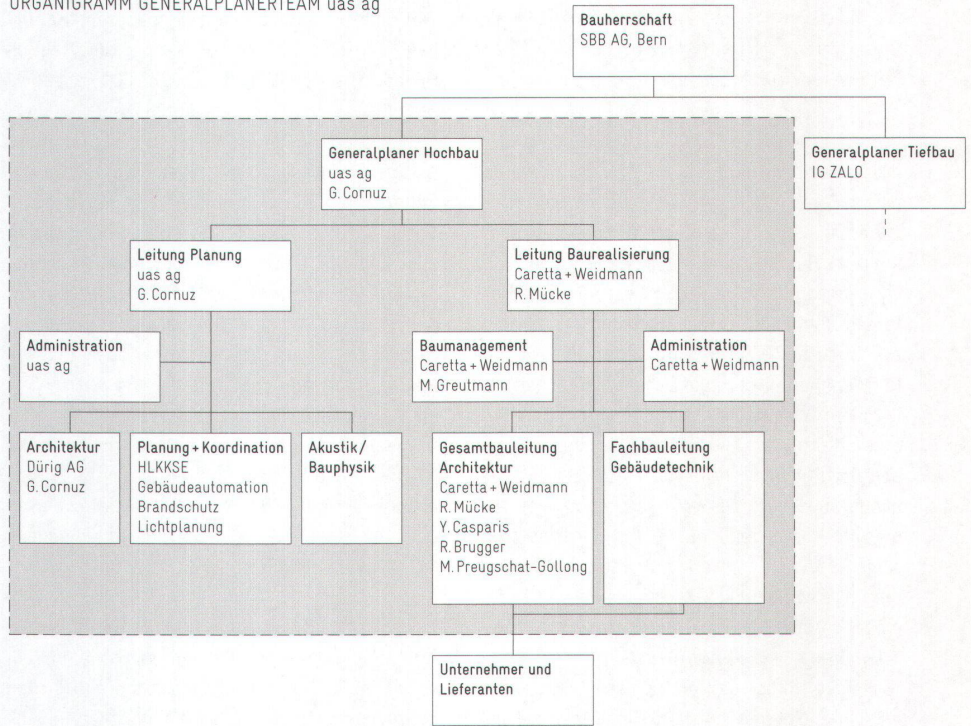 ORGANIGRAMM GENERALPLANERTEAM uas ag
Bauherrschaft
SBB AG, Bern
Generalplaner Hochbau
uas ag
G. Cornuz
Generalplaner Tiefbau
IG ZALO
Leitung Planung
uas ag
G. Cornuz
Leitung Baurealisierung
Caretta + Weidmann
R. Mücke
Administration
uas ag
Baumanagement
Caretta + Weidmann
M. Greutmann
Administration
Caretta + Weidmann
Architektur
Dürig AG
G. Cornuz
Planung + Koordination
HLKKSE
Gebäudeautomation
Brandschutz
Lichtplanung
Akustik/
Bauphysik
Gesamtbauleitung
Architektur
Caretta + Weidmann
R. Mücke
Y. Casparis
R. Brugger
M. Preugschat-Gollong
Fachbauleitung
Gebäudetechnik
Unternehmer und
Lieferanten